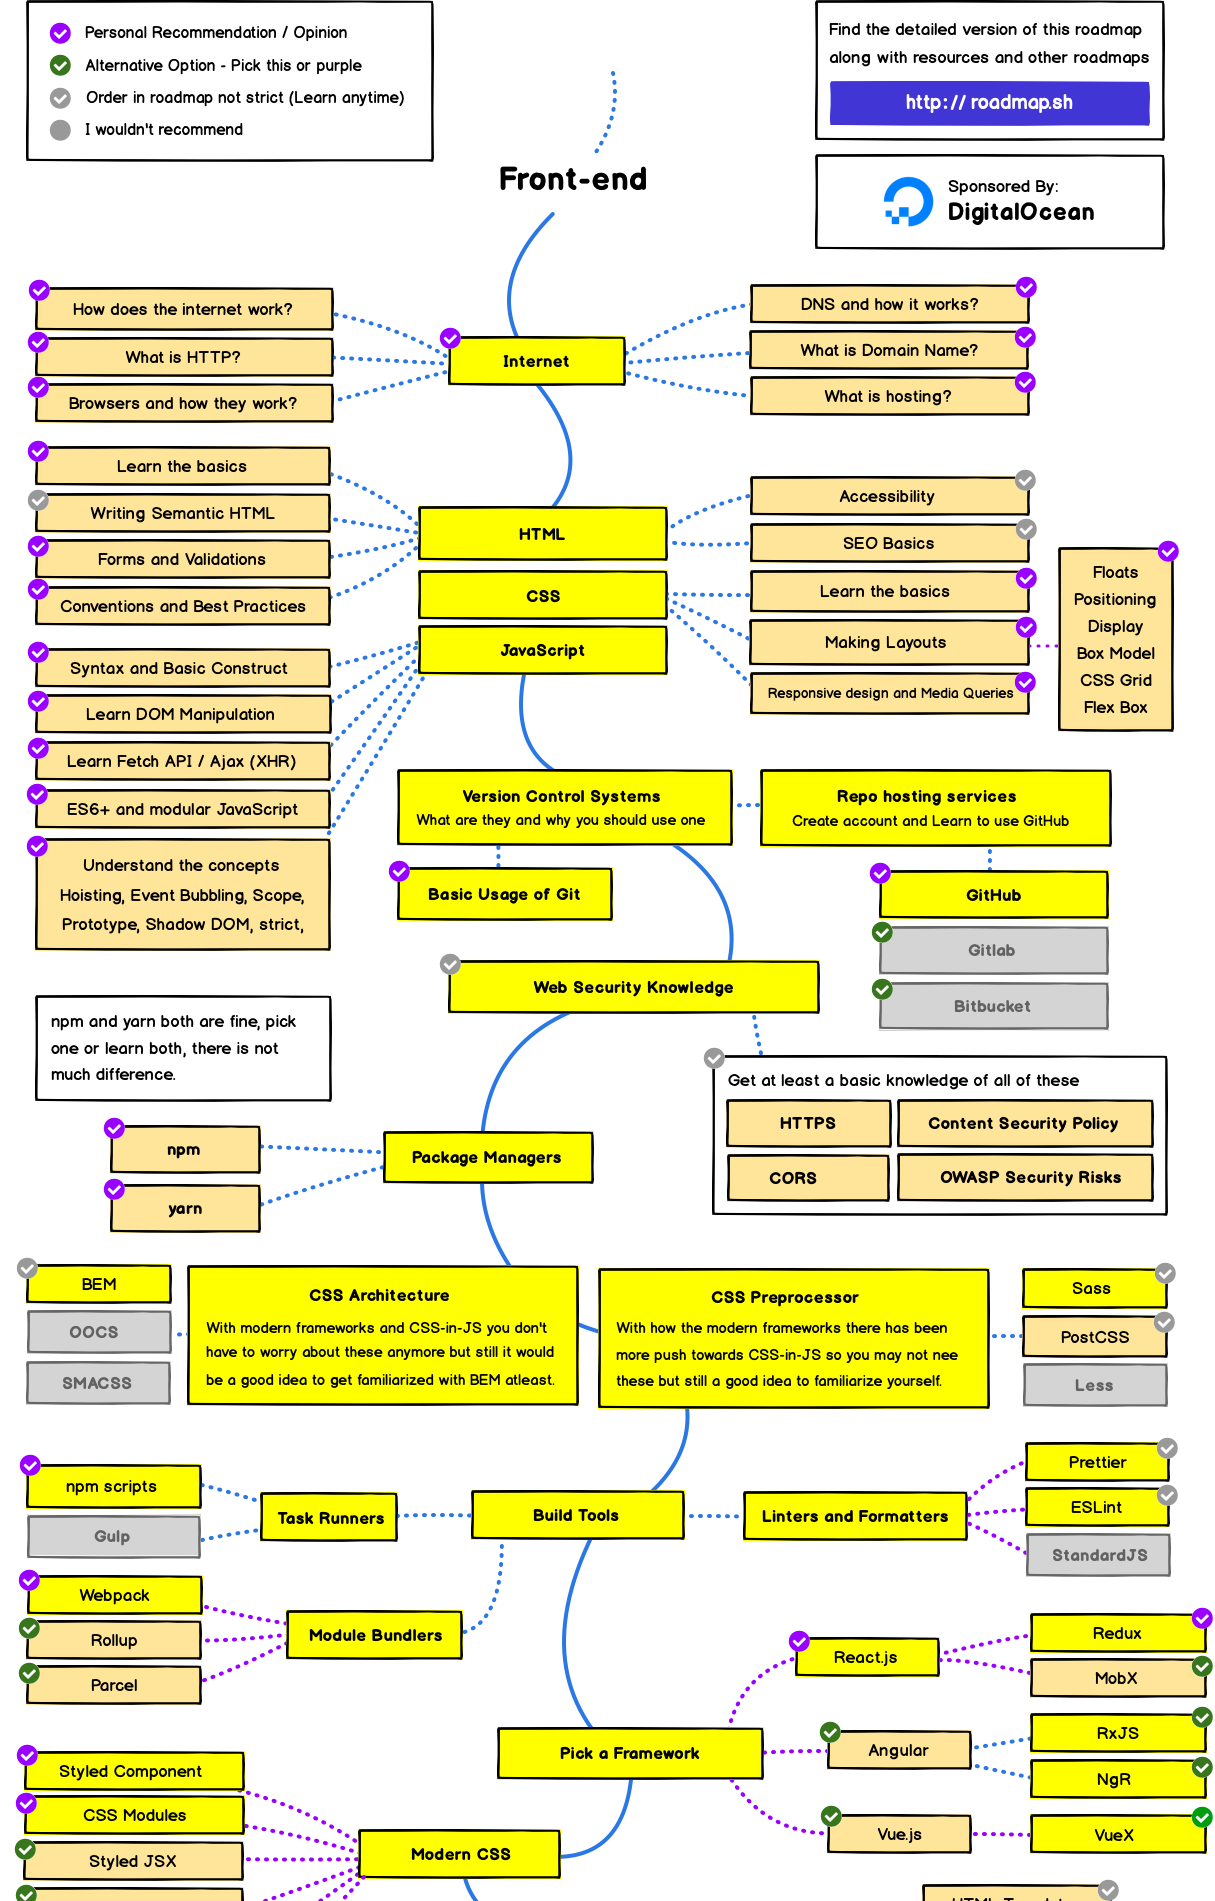 Personal Recommendation / Opinion
Alternative Option - Pick this or purple
Order in roadmap not strict (Learn anytime)
I wouldn't recommend
Find the detailed version of this roadmap
along with resources and other roadmaps
http://roadmap.sh
Sponsored By:
DigitalOcean
Front-end
How does the internet work?
What is HTTP?
Browsers and how they work?
Internet
DNS and how it works?
What is Domain Name?
What is hosting?
Learn the basics
Writing Semantic HTML
Forms and Validations
Conventions and Best Practices
HTML
CSS
JavaScript
Accessibility
SEO Basics
Learn the basics
Making Layouts
Responsive design and Media Queries
Floats
Positioning
Display
Box Model
CSS Grid
Flex Box
Syntax and Basic Construct
Learn DOM Manipulation
Learn Fetch API / Ajax (XHR)
ES6+ and modular JavaScript
Understand the concepts
Hoisting, Event Bubbling, Scope,
Prototype, Shadow DOM, strict,
Version Control Systems
What are they and why you should use one
Repo hosting services
Create account and Learn to use GitHub
Basic Usage of Git
GitHub
Gitlab
Bitbucket
Web Security Knowledge
Get at least a basic knowledge of all of these
HTTPS
Content Security Policy
CORS
OWASP Security Risks
npm and yarn both are fine, pick
one or learn both, there is not
much difference.
npm
yarn
Package Managers
BEM
OOCS
SMACSS
CSS Architecture
With modern frameworks and CSS-in-JS you don't
have to worry about these anymore but still it would
be a good idea to get familiarized with BEM atleast.
CSS Preprocessor
With how the modern frameworks there has been
more push towards CSS-in-JS so you may not nee
these but still a good idea to familiarize yourself.
Sass
PostCSS
Less
npm scripts
Gulp
Task Runners
Build Tools
Linters and Formatters
Prettier
ESLint
StandardJS
Webpack
Rollup
Parcel
Module Bundlers
Pick a Framework
React.js
Redux
MobX
Angular
RxJS
NgR
Vue.js
VueX
Styled Component
CSS Modules
Styled JSX
Modern CSS